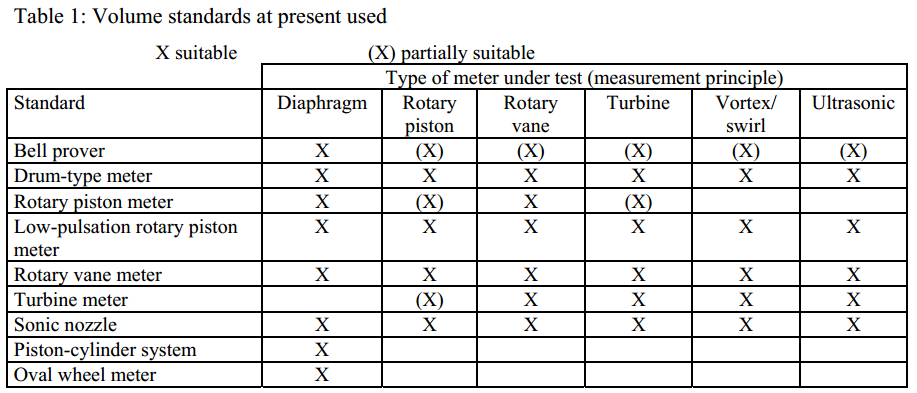 Table 1: Volume standards at present used
X suitable (X) partially suitable
Type of meter under test (measurement principle)
Standard Diaphragm Rotary piston Rotary vane Turbine Vortex/ swirl Ultrasonic
Bell prover X (X) (X) (X) (X) (X)
Drum-type meter X X X X X X
Rotary piston meter X (X) X (X)
Low-pulsation rotary piston meter X X X X X X
Rotary vane meter X X X X X X
Turbine meter (X) X X X X
Sonic nozzle X X X X X X
Piston-cylinder system X
Oval wheel meter X